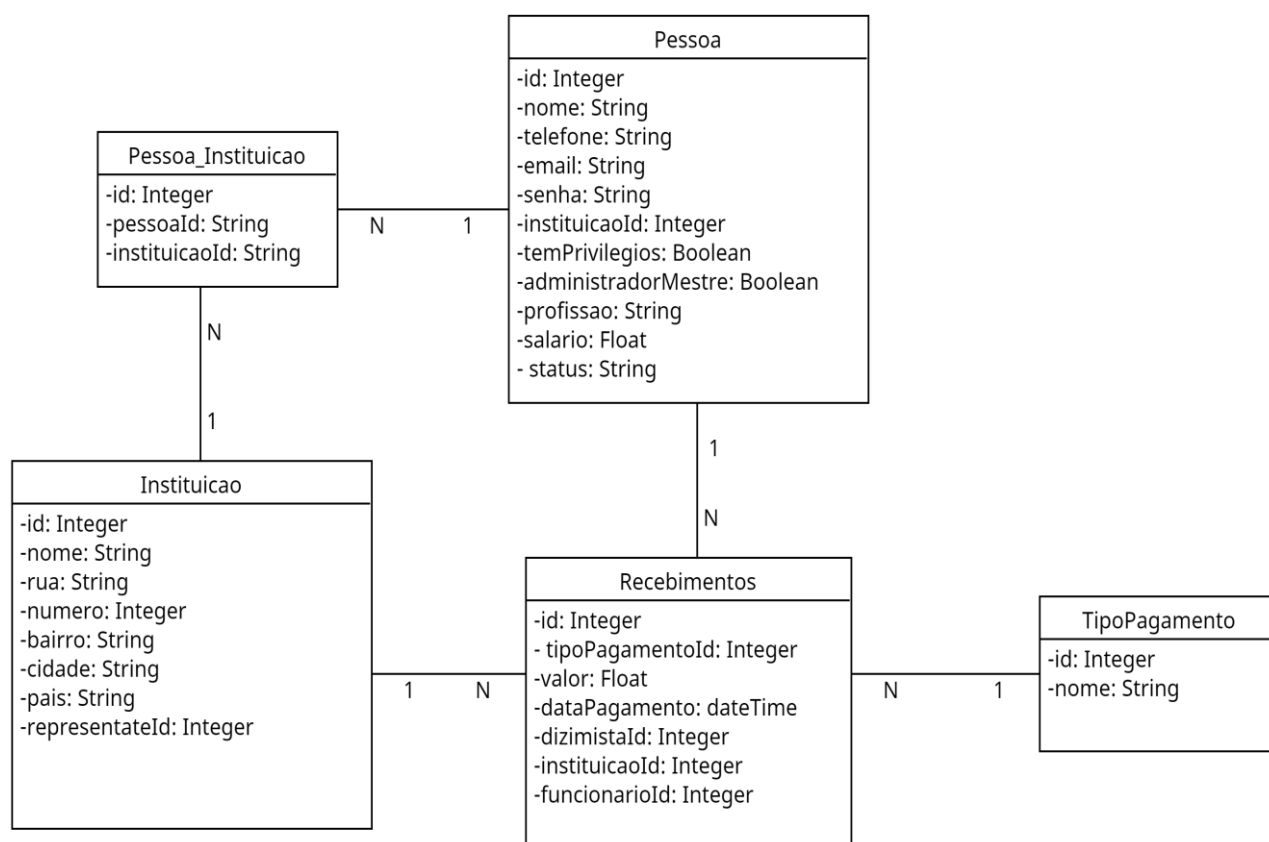 Pessoa
-id: Integer
-nome: String
-telefone: String
-email: String
-senha: String
-instituicaoId: Integer
-temPrivilegios: Boolean
-administradorMestre: Boolean
-profissao: String
-salario: Float
- status: String
Pessoa_Instituicao
-id: Integer
-pessoaId: String
-instituicaoId: String
N 1
N
1
1
N
Instituicao
-id: Integer
-nome: String
-rua: String
-numero: Integer
-bairro: String
-cidade: String
-pais: String
-representateId: Integer
1 N
Recebimentos
-id: Integer
- tipoPagamentoId: Integer
-valor: Float
-dataPagamento: dateTime
-dizimistaId: Integer
-instituicaoId: Integer
-funcionarioId: Integer
N 1
TipoPagamento
-id: Integer
-nome: String